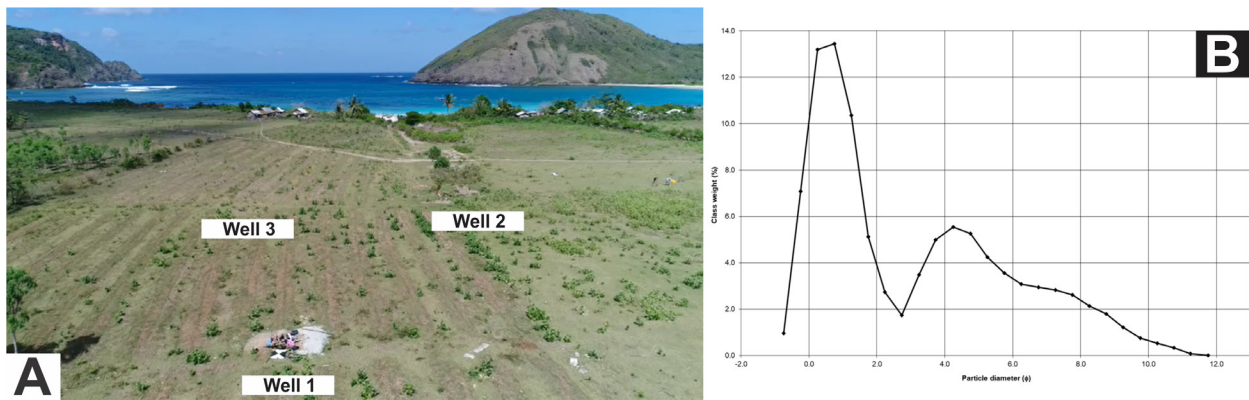 A
Well 3
Well 2
Well 1
B
14.0
12.0
10.0
8.0
6.0
4.0
2.0
0.0
Class weight (%)
-2.0 0.0 2.0 4.0 6.0 8.0 10.0 12.0
Particle diameter (ϕ)